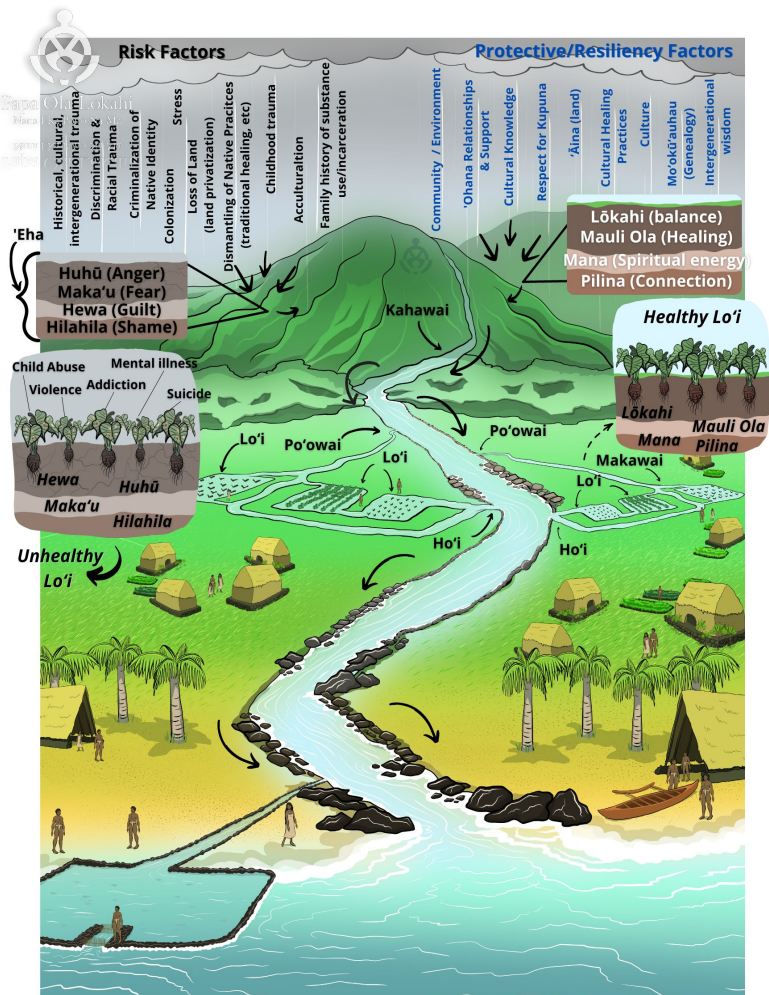 Risk Factors
Protective/Resiliency Factors
Papa Ola Lokahi
Historical, cultural,
intergenerational trauma
Discrimination &
Racial Trauma
Criminalization of
Native Identity
Colonization
Stress
Loss of Land
(land privatization)
Dismantling of Native Pracitces
(traditional healing, etc)
Childhood trauma
Acculturaltion
Family history of substance
use/incarceration
Community / Environment
'Ohana Relationships
& Support
Cultural Knowledge
Respect for Kupuna
ʻĀina (land)
Cultural Healing
Practices
Culture
Moʻokūʻauhau
(Genealogy)
Intergenerational
wisdom
'Eha
Huhū (Anger)
Makaʻu (Fear)
Hewa (Guilt)
Hilahila (Shame)
Lōkahi (balance)
Mauli Ola (Healing)
Mana (Spiritual energy)
Pilina (Connection)
Kahawai
Healthy Loʻi
Lōkahi
Mauli Ola
Mana
Pilina
Child Abuse
Mental illness
Violence
Addiction
Suicide
Hewa
Huhū
Makaʻu
Hilahila
Unhealthy
Loʻi
Loʻi
Poʻowai
Loʻi
Poʻowai
Makawai
Loʻi
Hoʻi
Hoʻi